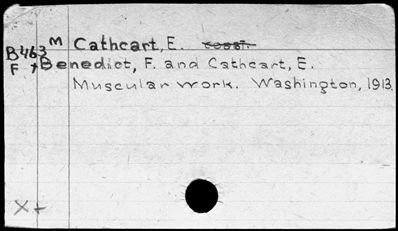 M Cathcart, E.
B463
F + Benedict, F. and Cathcart, E.
Muscular work. Washington, 1913.
X +